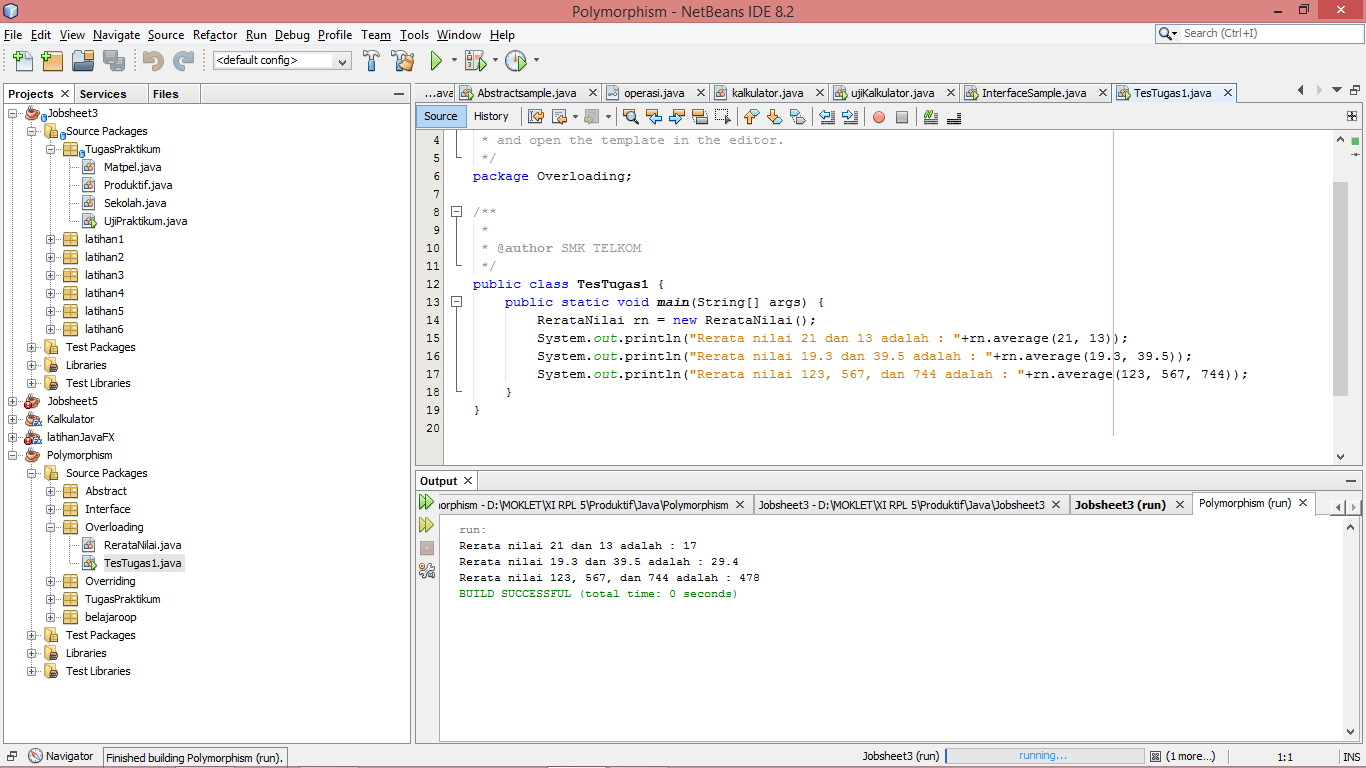 Polymorphism - NetBeans IDE 8.2
File Edit View Navigate Source Refactor Run Debug Profile Team Tools Window Help
Search (Ctrl+I)
<default config>
Projects Services Files
Jobsheet3
Source Packages
TugasPraktikum
Matpel.java
Produktif.java
Sekolah.java
UjiPraktikum.java
latihan1
latihan2
latihan3
latihan4
latihan5
latihan6
Test Packages
Libraries
Test Libraries
Jobsheet5
Kalkulator
latihanJavaFX
Polymorphism
Source Packages
Abstract
Interface
Overloading
RerataNilai.java
TesTugas1.java
Overriding
TugasPraktikum
belajaroop
Test Packages
Libraries
Test Libraries
...ava Abstractsample.java operasi.java kalkulator.java ujiKalkulator.java InterfaceSample.java TesTugas1.java
Source History
4 * and open the template in the editor.
5 */
6 package Overloading;
7
8 /**
9 *
10 * @author SMK TELKOM
11 */
12 public class TesTugas1 {
13 public static void main(String[] args) {
14 RerataNilai rn = new RerataNilai();
15 System.out.println("Rerata nilai 21 dan 13 adalah : "+rn.average(21, 13));
16 System.out.println("Rerata nilai 19.3 dan 39.5 adalah : "+rn.average(19.3, 39.5));
17 System.out.println("Rerata nilai 123, 567, dan 744 adalah : "+rn.average(123, 567, 744));
18 }
19 }
20
Output
orphism - D:\MOKLET\XI RPL 5\Produktif\Java\Polymorphism Jobsheet3 - D:\MOKLET\XI RPL 5\Produktif\Java\Jobsheet3 Jobsheet3 (run) Polymorphism (run)
run:
Rerata nilai 21 dan 13 adalah : 17
Rerata nilai 19.3 dan 39.5 adalah : 29.4
Rerata nilai 123, 567, dan 744 adalah : 478
BUILD SUCCESSFUL (total time: 0 seconds)
Navigator Finished building Polymorphism (run). Jobsheet3 (run) running... (1 more...) 1:1 INS